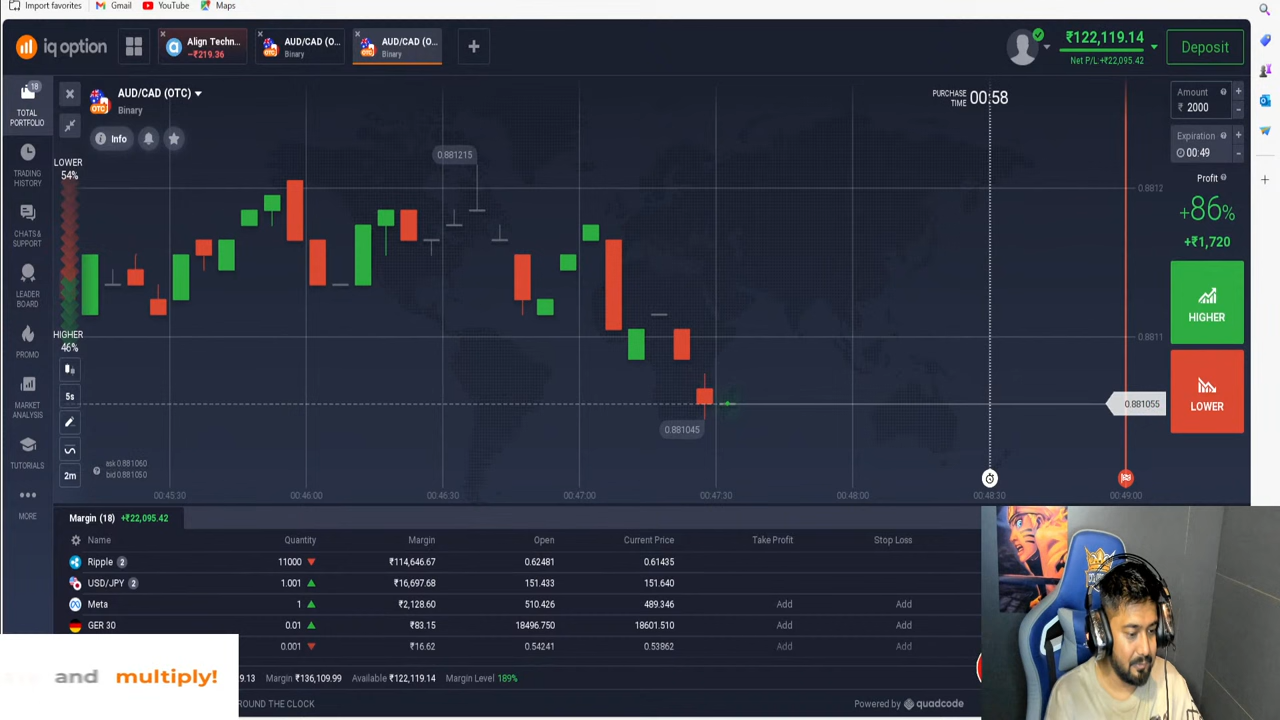 Import favorites Gmail YouTube Maps
iq option
Align Techn...
−₹219.36
AUD/CAD (O...
Binary
AUD/CAD (O...
Binary
₹122,119.14
Net P/L +₹22,095.42
Deposit
18
TOTAL
PORTFOLIO
TRADING
HISTORY
CHATS &
SUPPORT
LEADER
BOARD
PROMO
MARKET
ANALYSIS
TUTORIALS
MORE
AUD/CAD (OTC)
Binary
OTC
Info
LOWER
54%
HIGHER
46%
5s
2m
ask 0.881060
bid 0.881050
0.881215
0.881045
PURCHASE
TIME
00:58
0.8812
0.8811
0.881055
00:45:30 00:46:00 00:46:30 00:47:00 00:47:30 00:48:00 00:48:30 00:49:00
Amount
₹ 2000
Expiration
00:49
Profit
+86%
+₹1,720
HIGHER
LOWER
Margin (18) +₹22,095.42
Name Quantity Margin Open Current Price Take Profit Stop Loss
Ripple 2 11000 ₹114,646.67 0.62481 0.61435
USD/JPY 2 1.001 ₹16,697.68 151.433 151.640
Meta 1 ₹2,128.60 510.426 489.346 Add Add
GER 30 0.01 ₹83.15 18496.750 18601.510 Add Add
0.001 ₹16.62 0.54241 0.53862 Add Add
and multiply!
9.13 Margin ₹136,109.99 Available ₹122,119.14 Margin Level 189%
ROUND THE CLOCK
Powered by quadcode